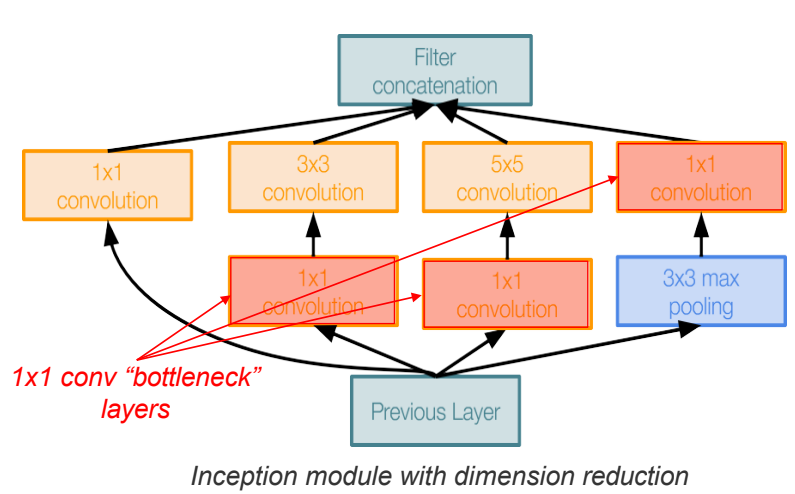 Filter
concatenation
1x1
convolution
3x3
convolution
5x5
convolution
1x1
convolution
1x1
convolution
1x1
convolution
3x3 max
pooling
1x1 conv “bottleneck”
layers
Previous Layer
Inception module with dimension reduction